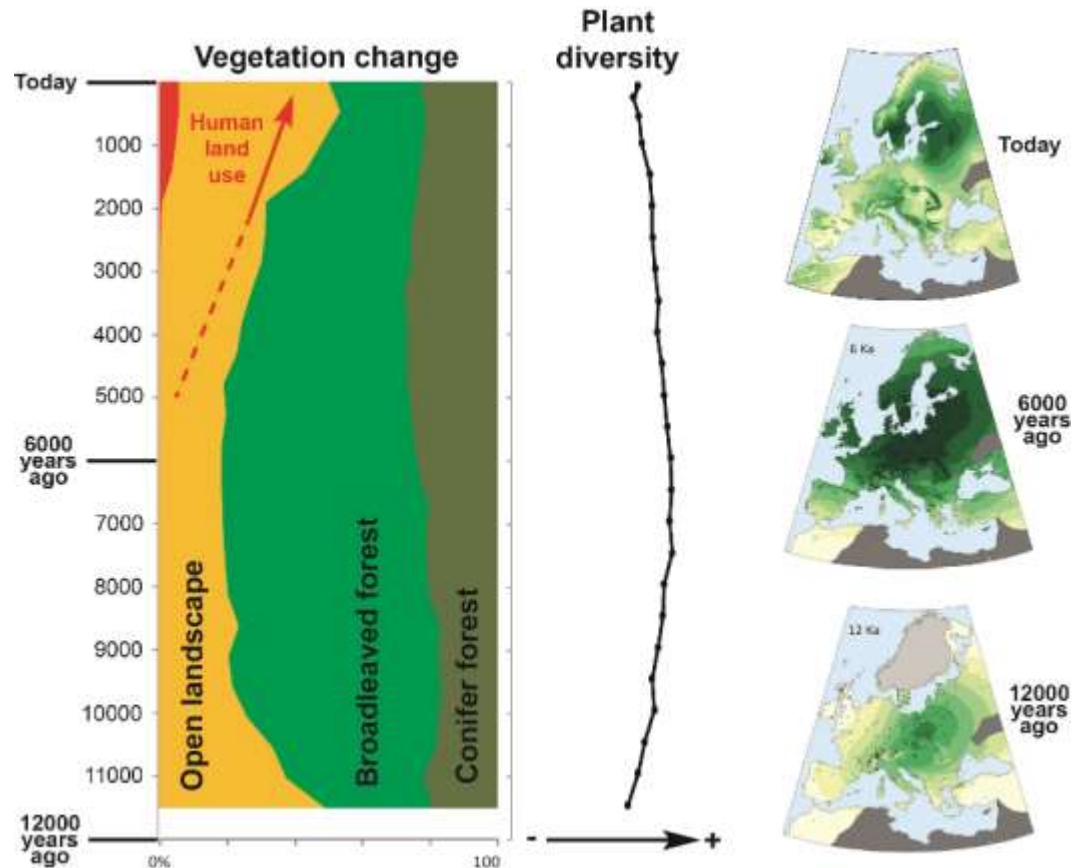 Vegetation change
Plant
diversity
Today
1000
2000
3000
4000
5000
6000
years
ago
7000
8000
9000
10000
11000
12000
years
ago
0%
100
Human
land
use
Open landscape
Broadleaved forest
Conifer forest
-
+
Today
6 Ka
6000
years
ago
12 Ka
12000
years
ago